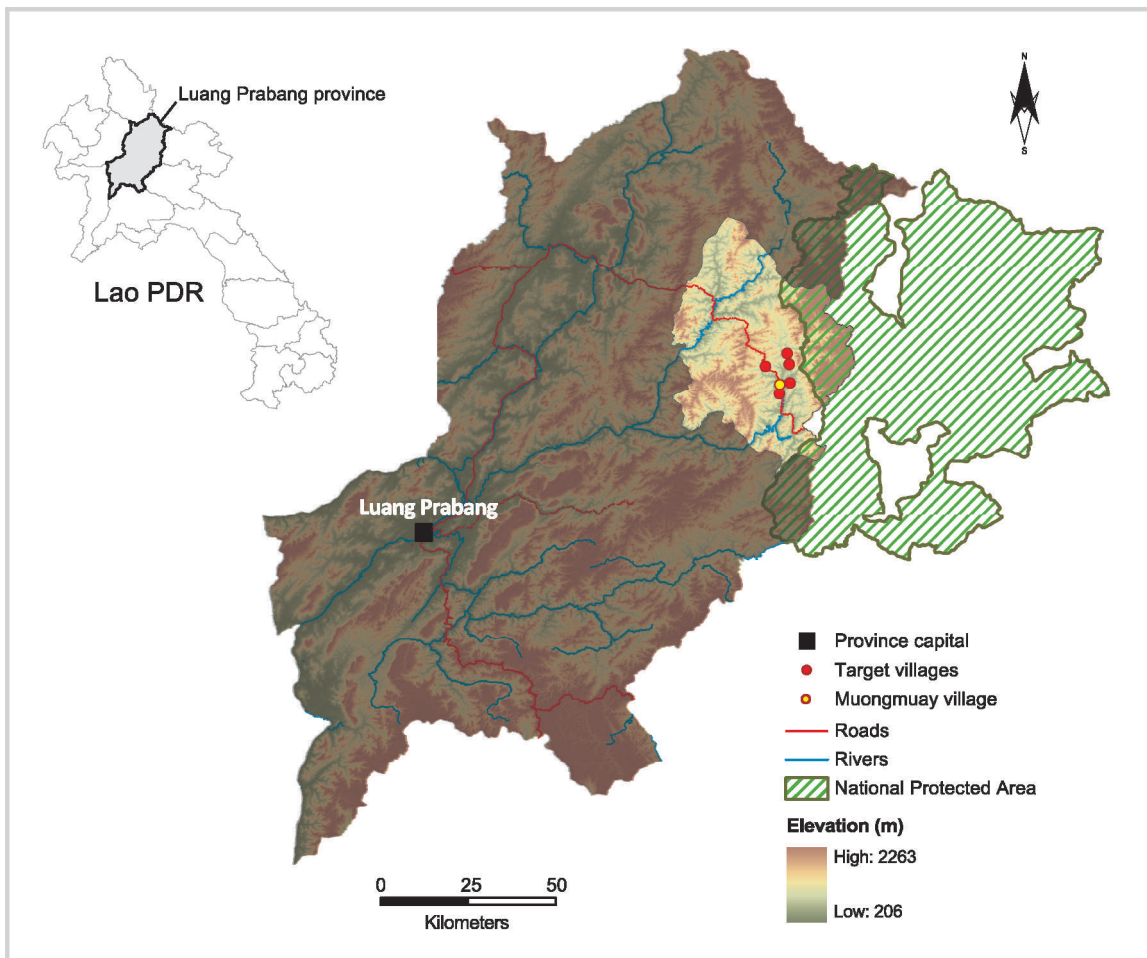 Luang Prabang province
Lao PDR
N
S
Luang Prabang
Province capital
Target villages
Muongmuay village
Roads
Rivers
National Protected Area
Elevation (m)
High: 2263
Low: 206
0 25 50
Kilometers